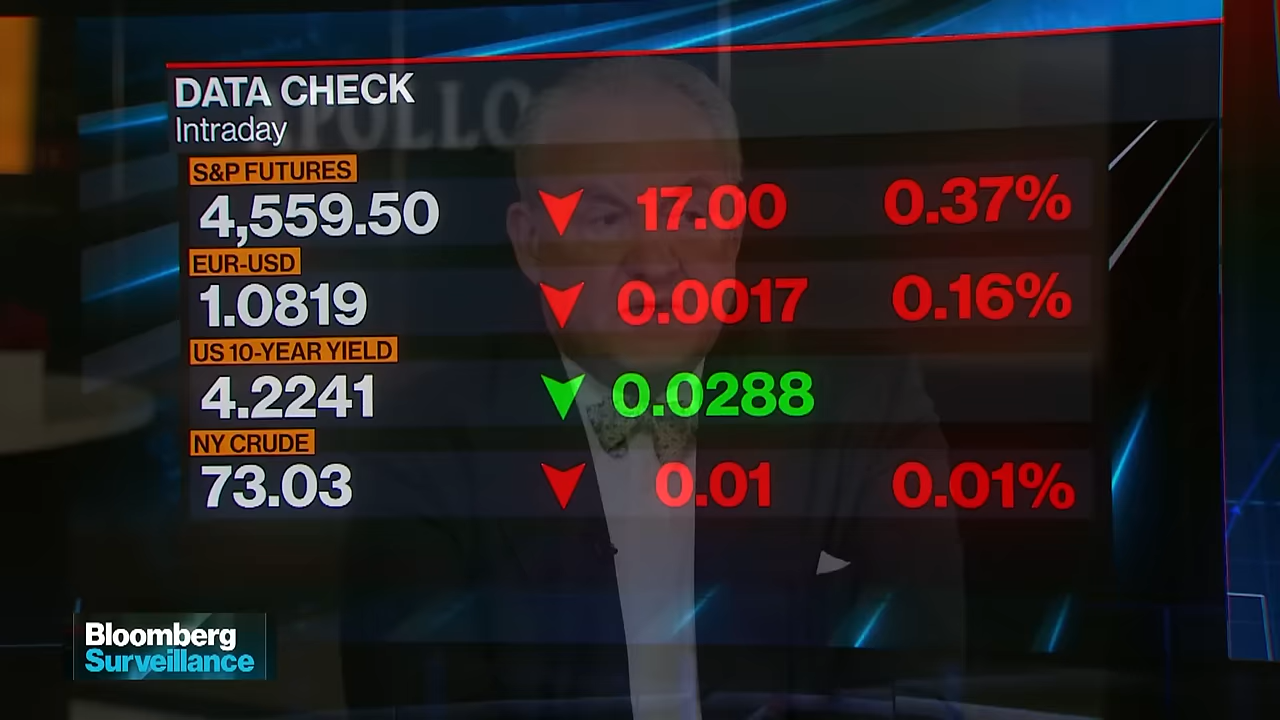 DATA CHECK
Intraday
POLLO
S&P FUTURES
4,559.50 17.00 0.37%
EUR-USD
1.0819 0.0017 0.16%
US 10-YEAR YIELD
4.2241 0.0288
NY CRUDE
73.03 0.01 0.01%
Bloomberg
Surveillance